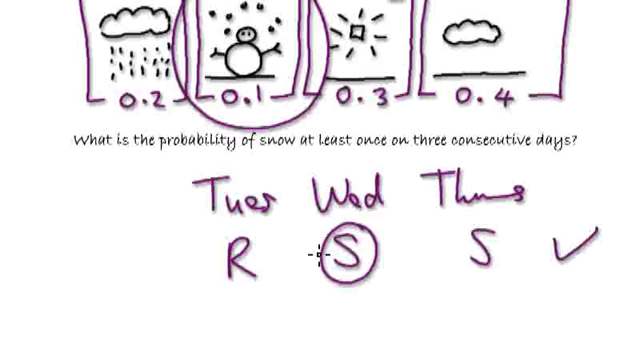 0.2 0.1 0.3 0.4
What is the probability of snow at least once on three consecutive days?
Tues Wed Thurs
R S S